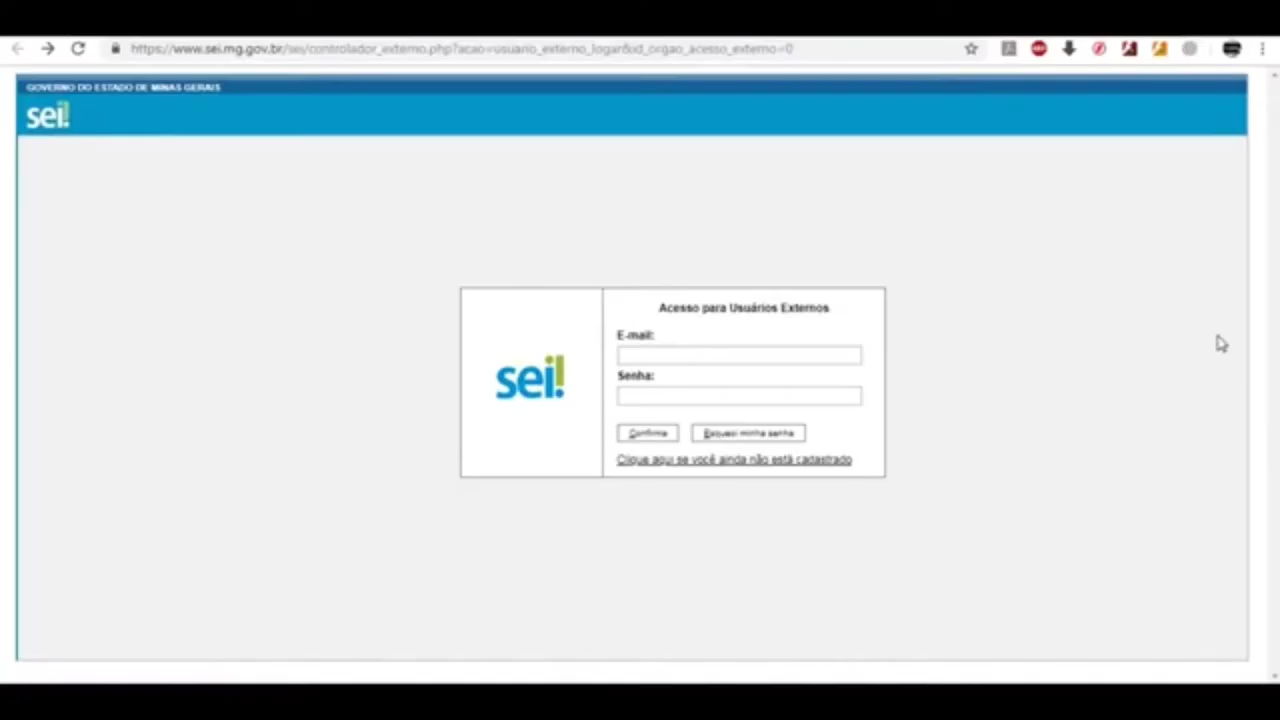 https://www.sei.mg.gov.br/sei/controlador_externo.php?acao=usuario_externo_logar&id_orgao_acesso_externo=0
GOVERNO DO ESTADO DE MINAS GERAIS
sei!
Acesso para Usuários Externos
E-mail:
sei!
Senha:
Confirma
Esqueci minha senha
Clique aqui se você ainda não está cadastrado